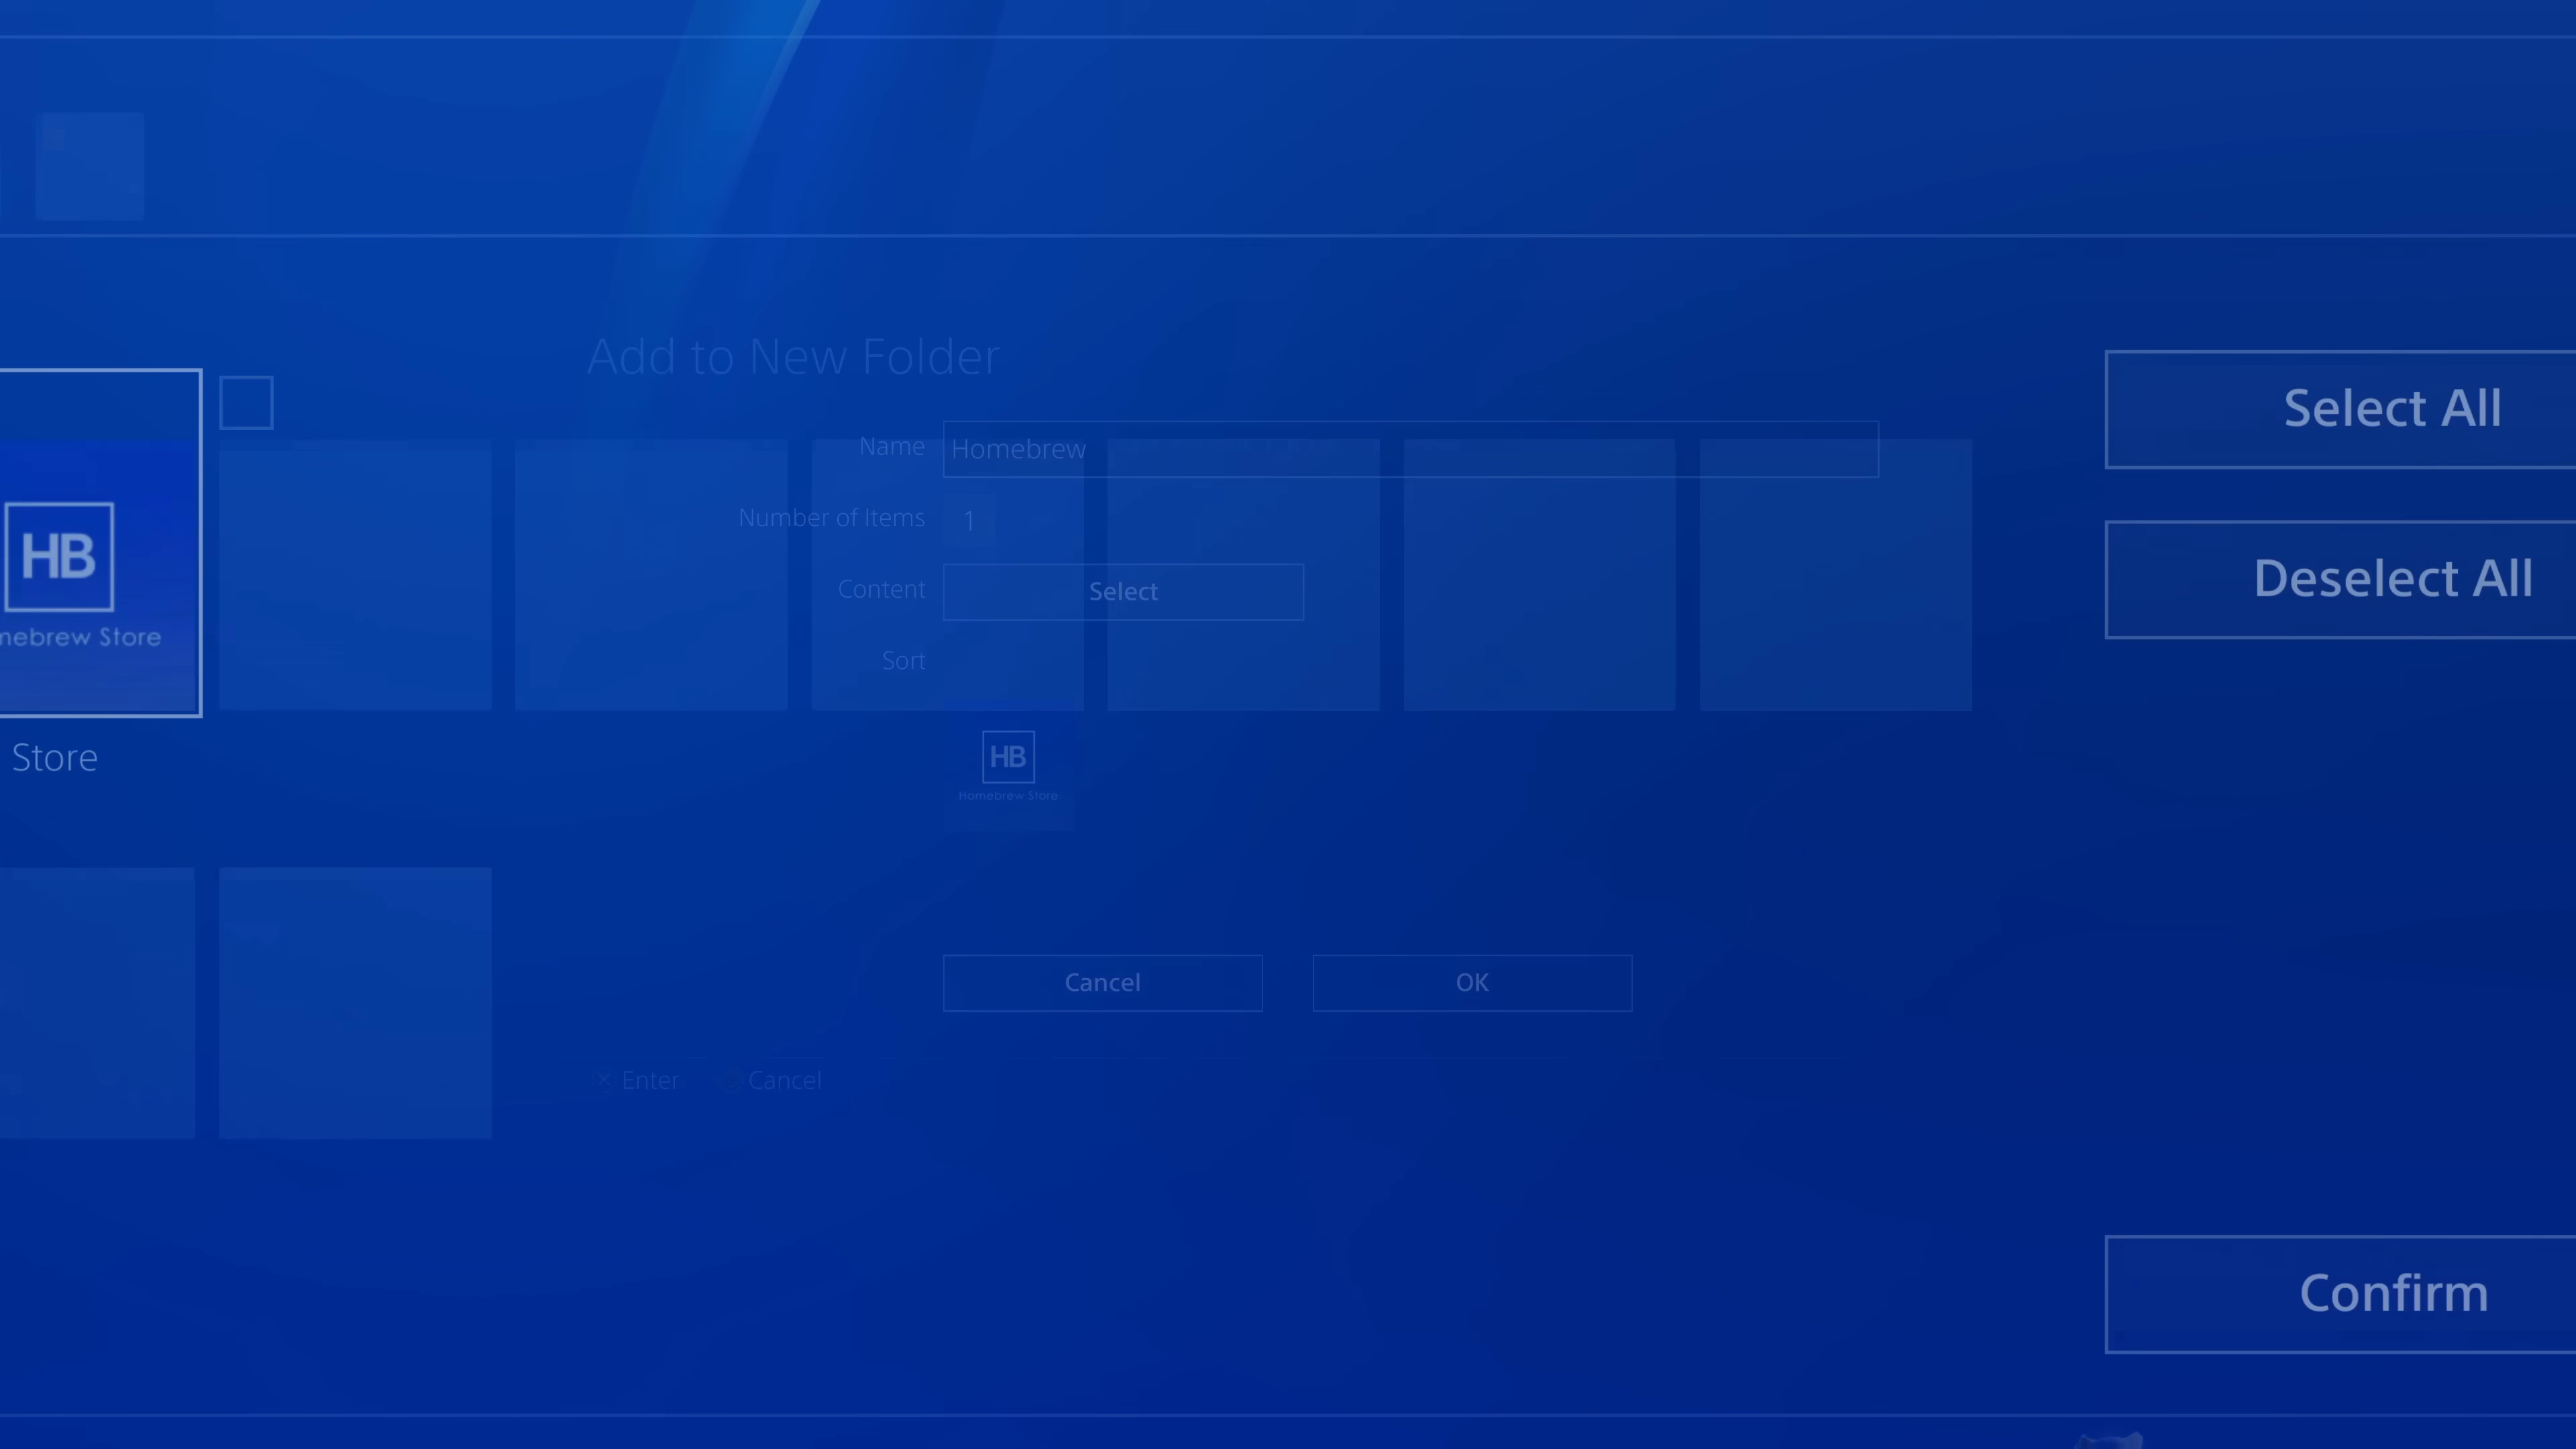 Add to New Folder
Select All
Name
Homebrew
Number of Items
1
HB
Deselect All
Content
Select
Store
Sort
Store
HB
Homebrew Store
Cancel
OK
Enter
Cancel
Confirm